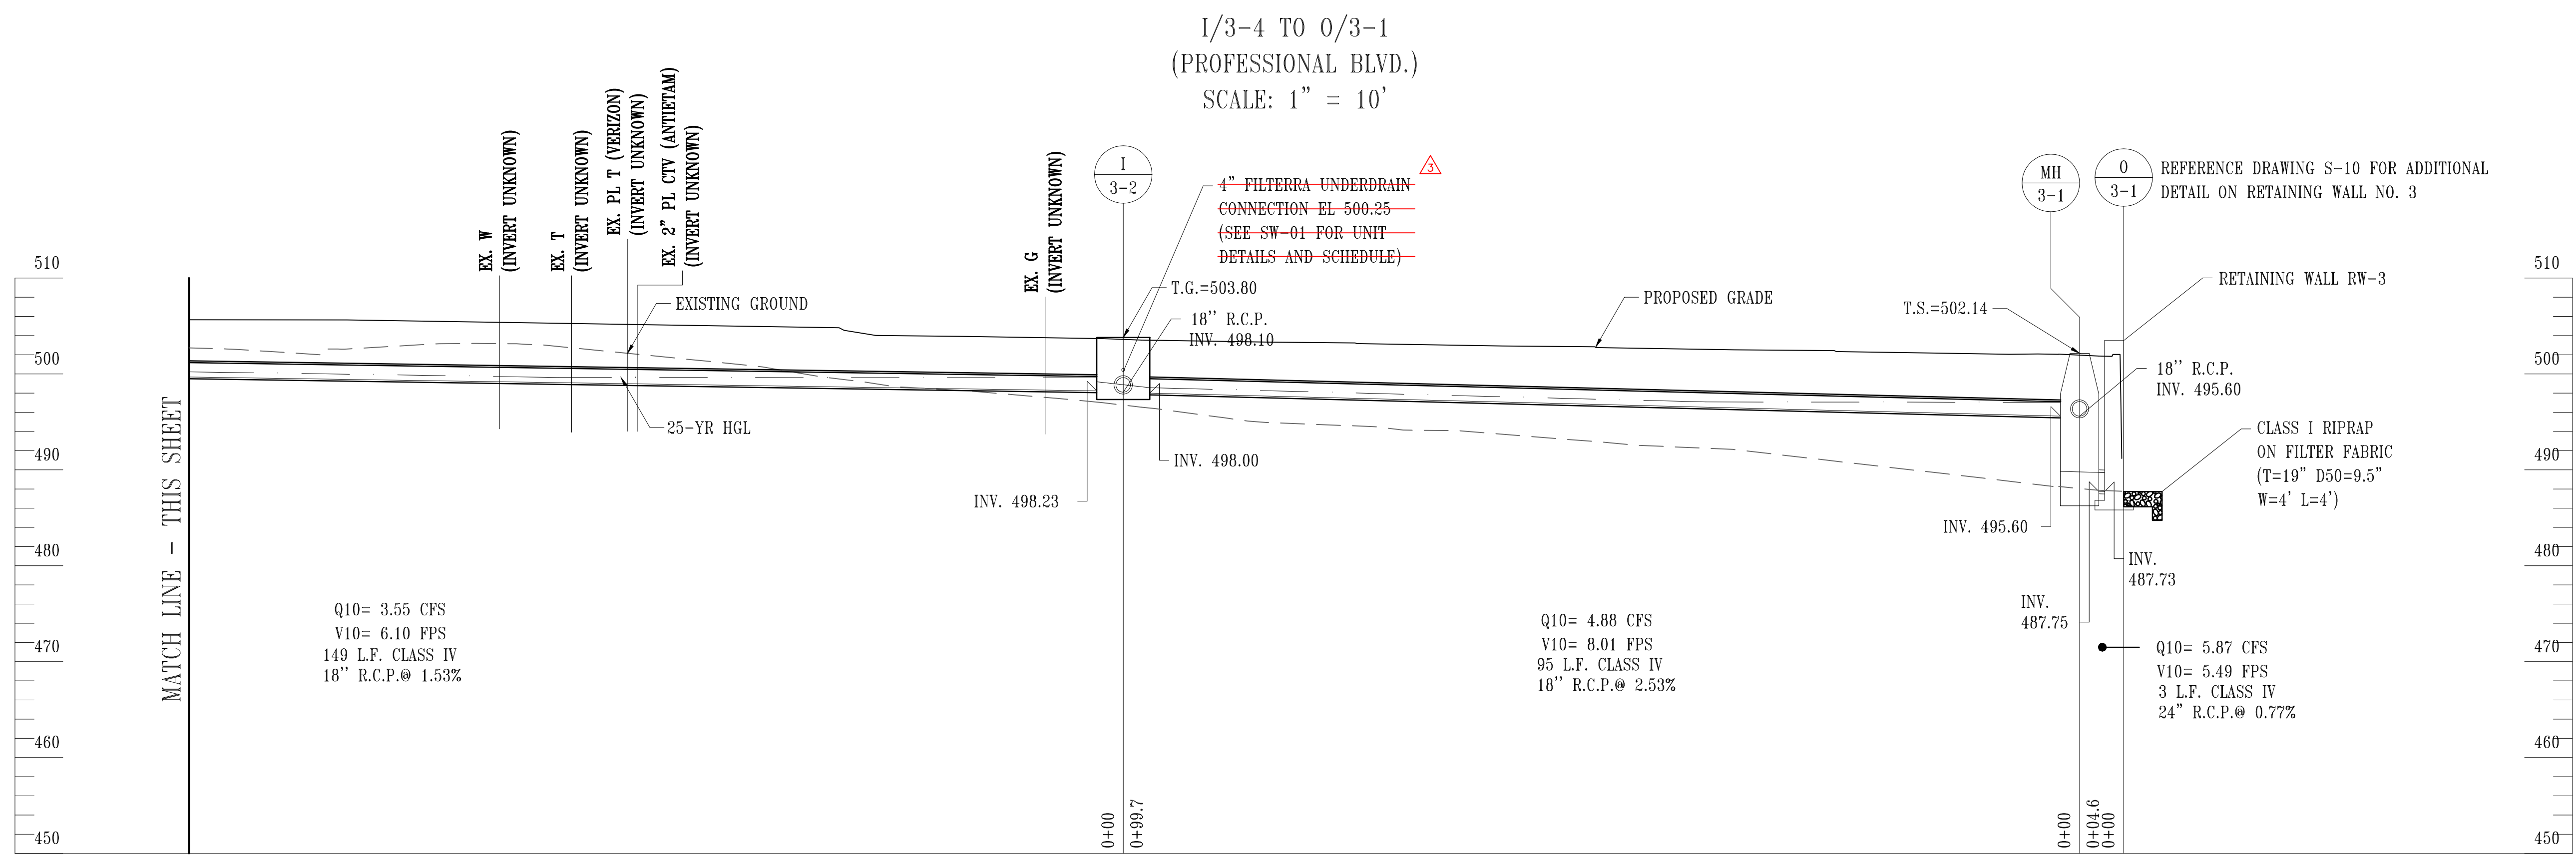 I/3-4 TO O/3-1
(PROFESSIONAL BLVD.)
SCALE: 1" = 10'
EX. W
(INVERT UNKNOWN)
EX. T
(INVERT UNKNOWN)
EX. PL T (VERIZON)
(INVERT UNKNOWN)
EX. 2" PL CTV (ANTIETAM)
(INVERT UNKNOWN)
EX. G
(INVERT UNKNOWN)
I
3-2
4" FILTERRA UNDERDRAIN
CONNECTION EL 500.25
(SEE SW-01 FOR UNIT
DETAILS AND SCHEDULE)
3
MH
3-1
O
3-1
REFERENCE DRAWING S-10 FOR ADDITIONAL
DETAIL ON RETAINING WALL NO. 3
510
500
490
480
470
460
450
MATCH LINE - THIS SHEET
EXISTING GROUND
25-YR HGL
T.G.=503.80
18'' R.C.P.
INV. 498.10
INV. 498.23
INV. 498.00
PROPOSED GRADE
T.S.=502.14
RETAINING WALL RW-3
18'' R.C.P.
INV. 495.60
CLASS I RIPRAP
ON FILTER FABRIC
(T=19" D50=9.5"
W=4' L=4')
INV. 495.60
INV.
487.73
INV.
487.75
Q10= 3.55 CFS
V10= 6.10 FPS
149 L.F. CLASS IV
18'' R.C.P.@ 1.53%
Q10= 4.88 CFS
V10= 8.01 FPS
95 L.F. CLASS IV
18'' R.C.P.@ 2.53%
Q10= 5.87 CFS
V10= 5.49 FPS
3 L.F. CLASS IV
24" R.C.P.@ 0.77%
0+00
0+99.7
0+00
0+04.6
0+00
510
500
490
480
470
460
450